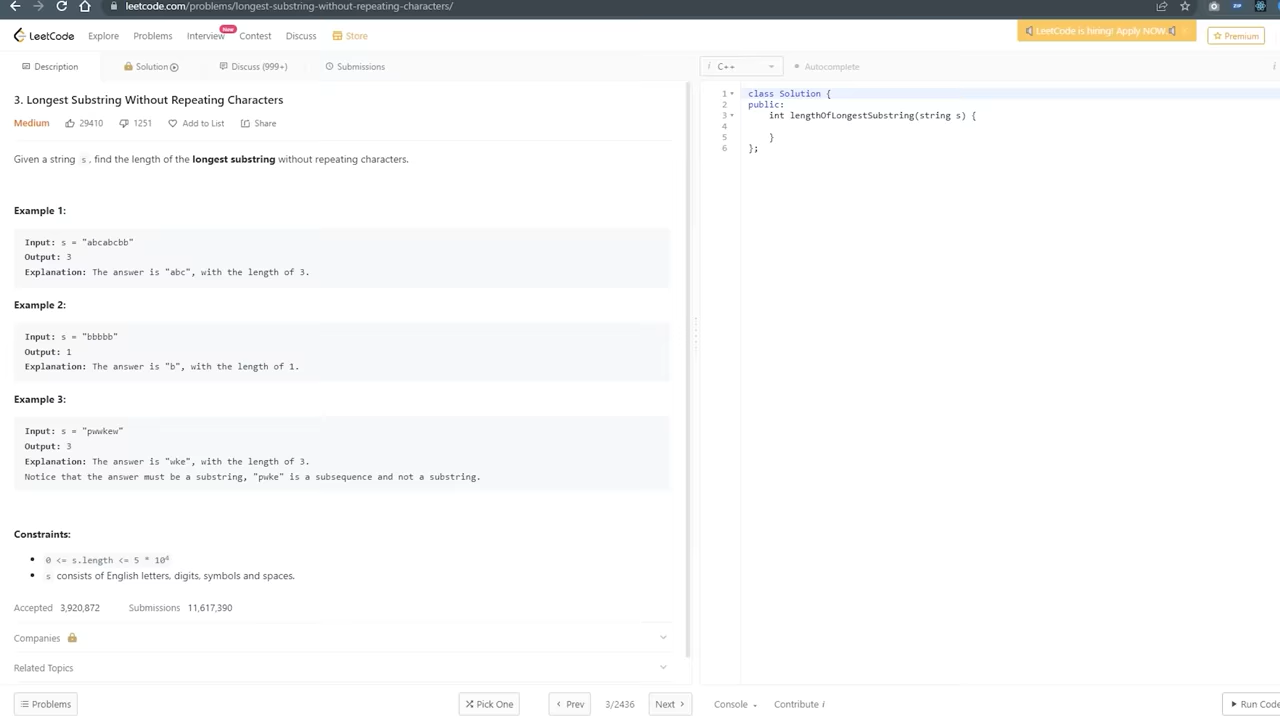 leetcode.com/problems/longest-substring-without-repeating-characters/
LeetCode Explore Problems Interview New Contest Discuss Store LeetCode is hiring! Apply NOW. Premium
Description Solution Discuss (999+) Submissions i C++ Autocomplete i
3. Longest Substring Without Repeating Characters
Medium 29410 1251 Add to List Share
Given a string s, find the length of the longest substring without repeating characters.
Example 1:
Input: s = "abcabcbb"
Output: 3
Explanation: The answer is "abc", with the length of 3.
Example 2:
Input: s = "bbbbb"
Output: 1
Explanation: The answer is "b", with the length of 1.
Example 3:
Input: s = "pwwkew"
Output: 3
Explanation: The answer is "wke", with the length of 3.
Notice that the answer must be a substring, "pwke" is a subsequence and not a substring.
Constraints:
0 <= s.length <= 5 * 10⁴
s consists of English letters, digits, symbols and spaces.
Accepted 3,920,872 Submissions 11,617,390
Companies
Related Topics
Problems Pick One Prev 3/2436 Next
1 class Solution {
2 public:
3 int lengthOfLongestSubstring(string s) {
4
5 }
6 };
Console Contribute i Run Code